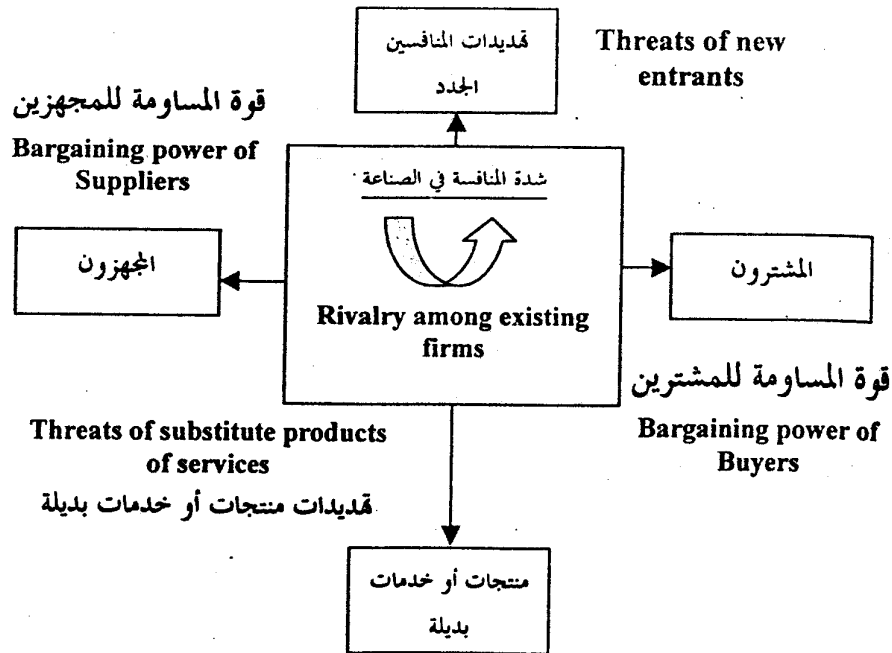 تهديدات المنافسين
الجدد
Threats of new
entrants
قوة المساومة للمجهزين
Bargaining power of
Suppliers
شدة المنافسة في الصناعة
المجهزون
المشترون
Rivalry among existing
firms
قوة المساومة للمشترين
Bargaining power of
Buyers
Threats of substitute products
of services
تهديدات منتجات أو خدمات بديلة
منتجات أو خدمات
بديلة